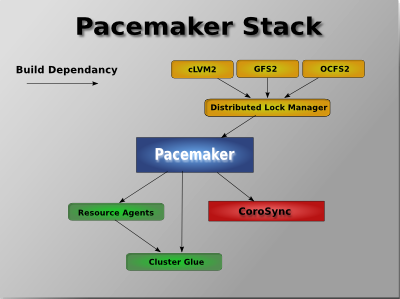 Pacemaker Stack
Build Dependancy
cLVM2
GFS2
OCFS2
Distributed Lock Manager
Pacemaker
Resource Agents
CoroSync
Cluster Glue